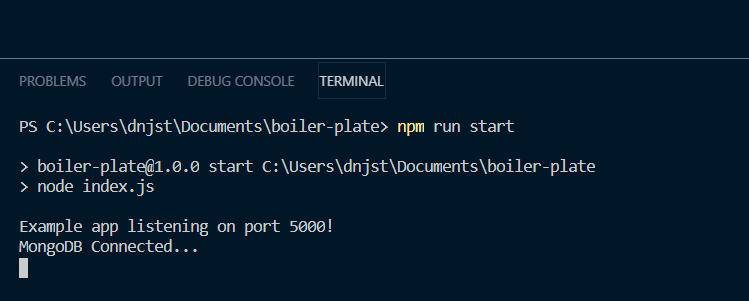 PROBLEMS OUTPUT DEBUG CONSOLE TERMINAL
PS C:\Users\dnjst\Documents\boiler-plate> npm run start
> boiler-plate@1.0.0 start C:\Users\dnjst\Documents\boiler-plate
> node index.js
Example app listening on port 5000!
MongoDB Connected...